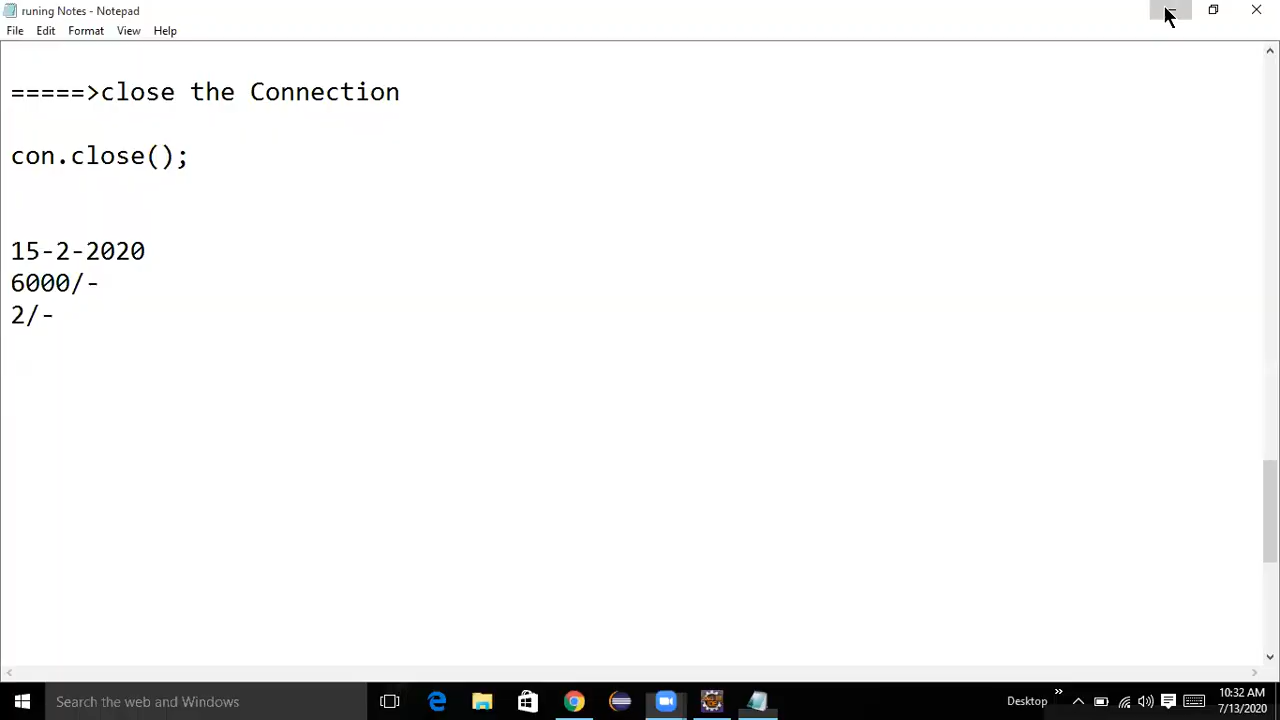 runing Notes - Notepad
File Edit Format View Help
=====>close the Connection
con.close();
15-2-2020
6000/-
2/-
Search the web and Windows
Desktop
10:32 AM
7/13/2020